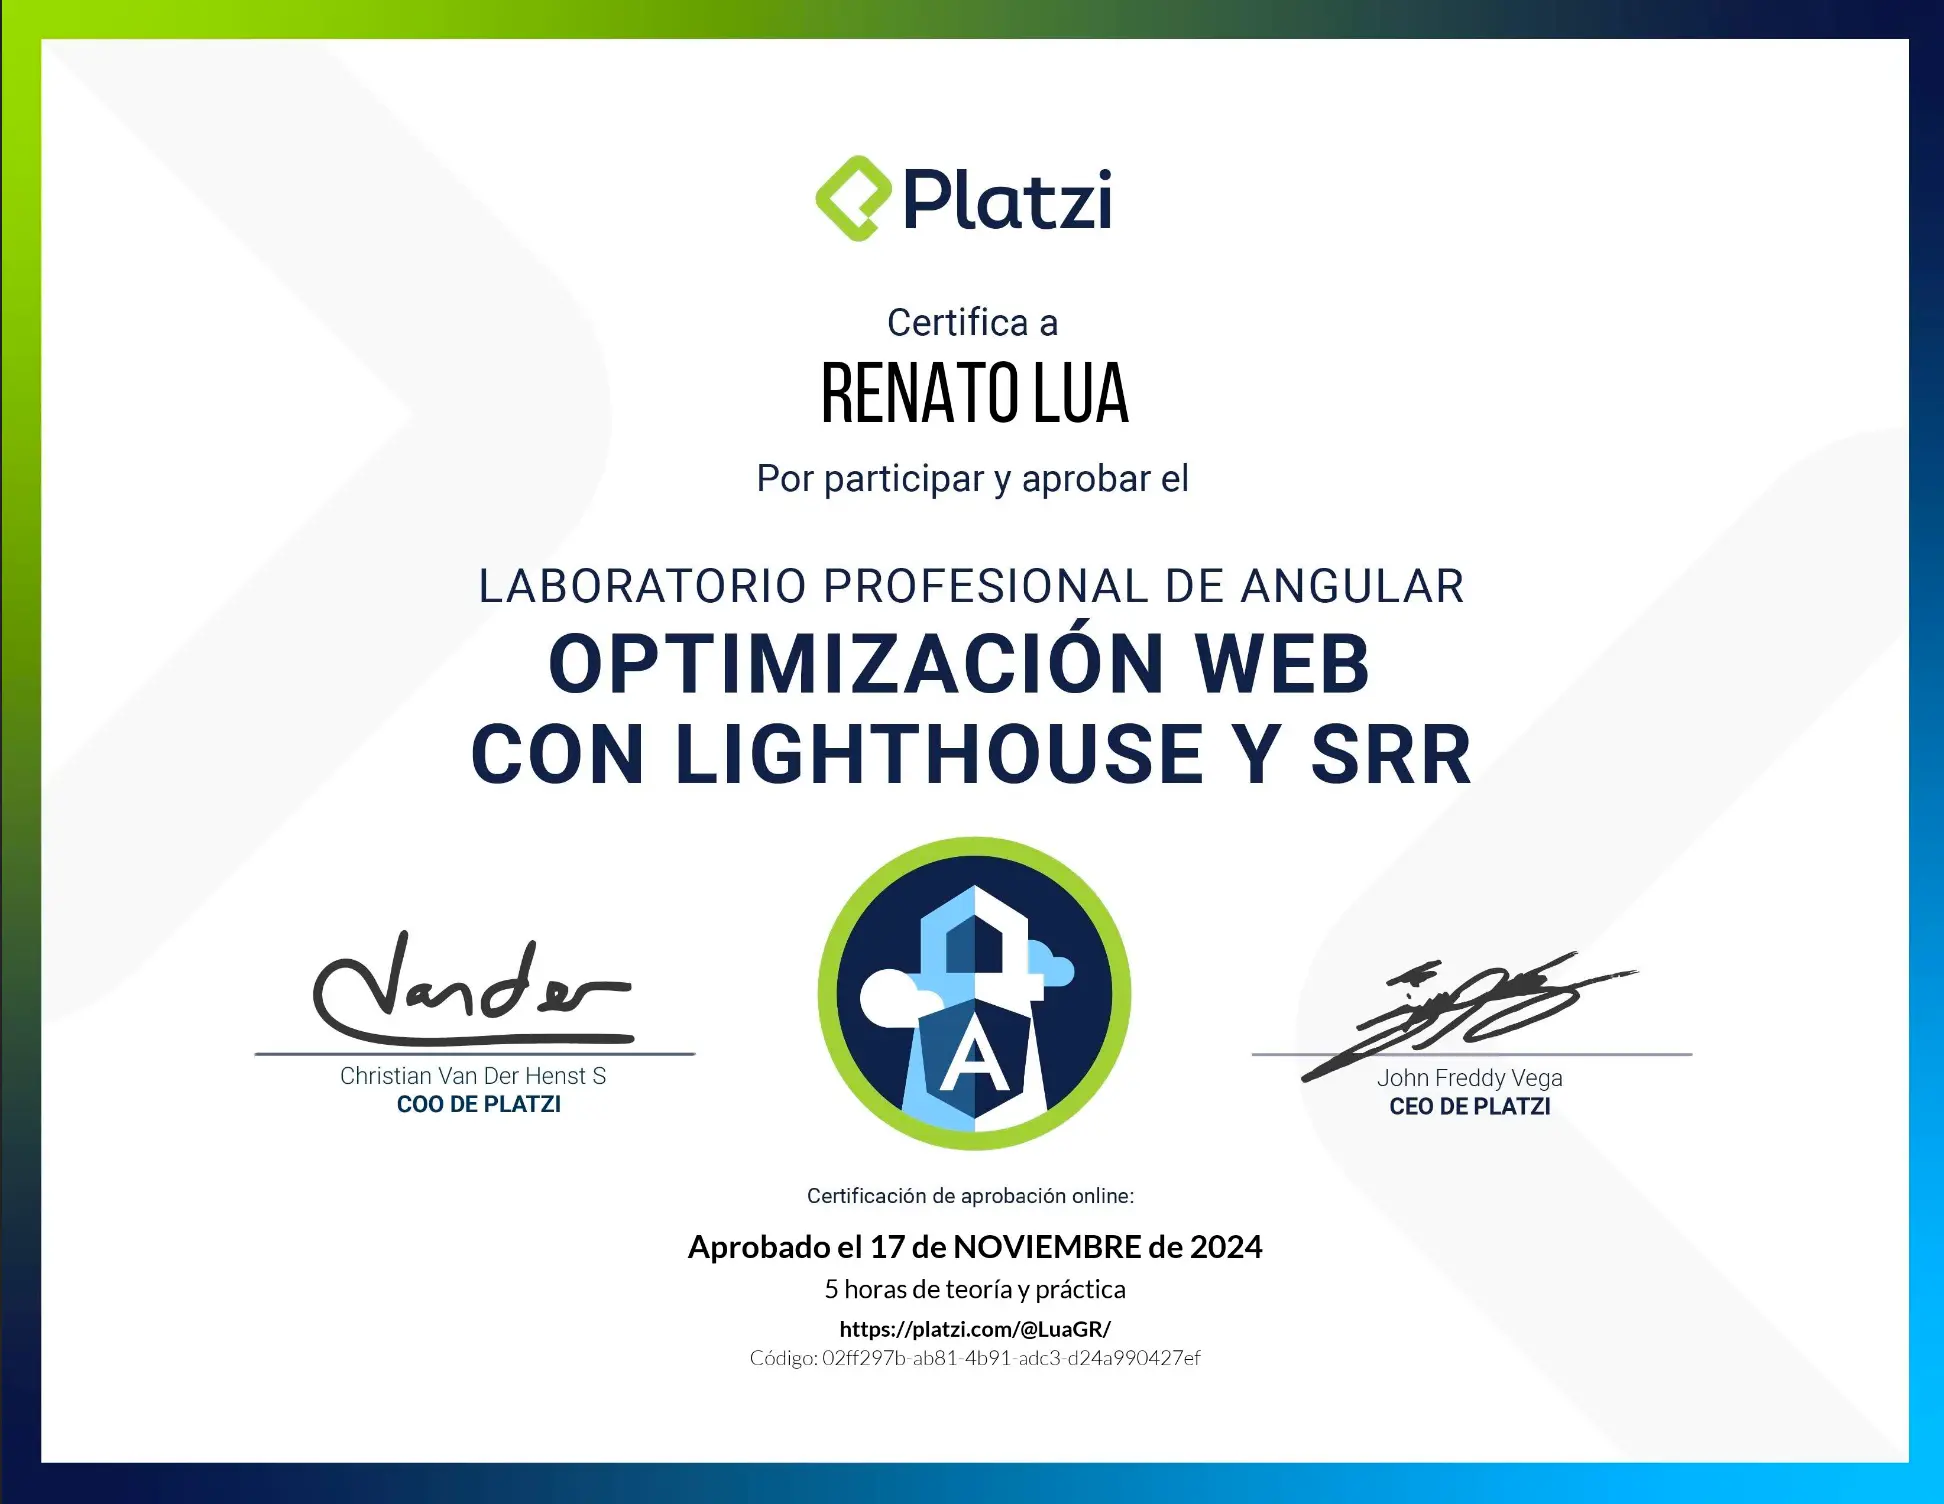 Platzi
Certifica a
RENATO LUA
Por participar y aprobar el
LABORATORIO PROFESIONAL DE ANGULAR
OPTIMIZACIÓN WEB
CON LIGHTHOUSE Y SRR
Vander
Christian Van Der Henst S
COO DE PLATZI
A
John Freddy Vega
CEO DE PLATZI
Certificación de aprobación online:
Aprobado el 17 de NOVIEMBRE de 2024
5 horas de teoría y práctica
https://platzi.com/@LuaGR/
Código: 02ff297b-ab81-4b91-adc3-d24a990427ef